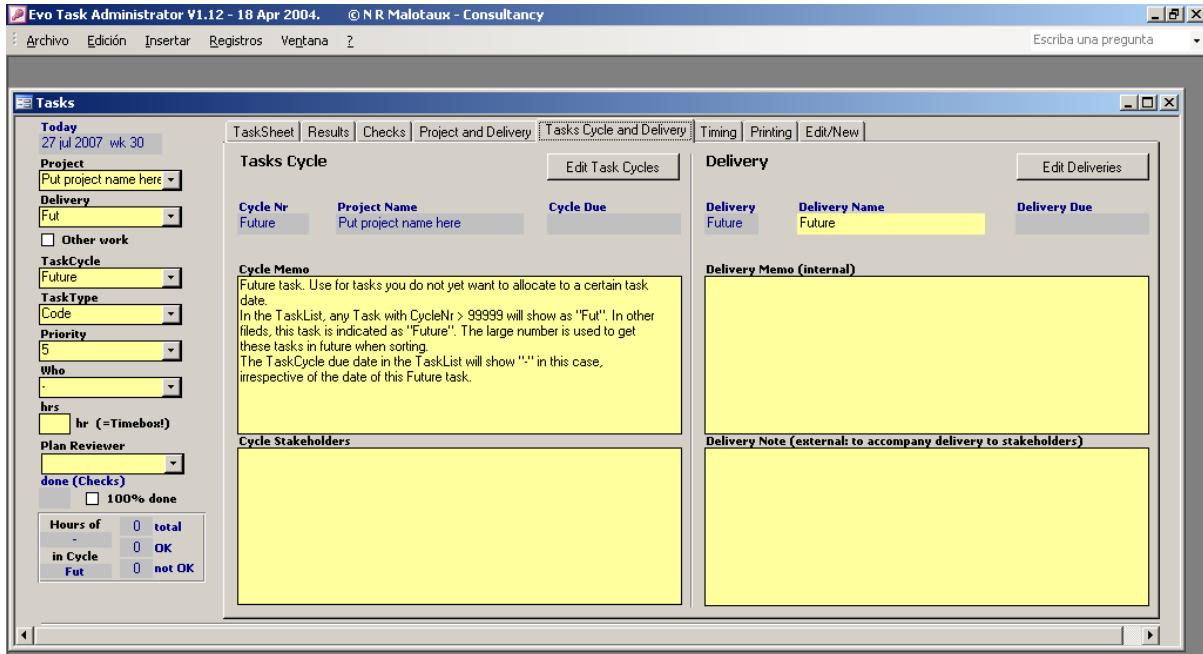 Evo Task Administrator V1.12 - 18 Apr 2004. © N R Malotaux - Consultancy
Archivo Edición Insertar Registros Ventana ? Escriba una pregunta
Tasks
Today
27 jul 2007 wk 30
Project
Put project name here
Delivery
Fut
Other work
TaskCycle
Future
TaskType
Code
Priority
5
Who
-
hrs
hr (=Timebox!)
Plan Reviewer
done (Checks)
100% done
Hours of
-
in Cycle
Fut
0 total
0 OK
0 not OK
TaskSheet Results Checks Project and Delivery Tasks Cycle and Delivery Timing Printing Edit/New
Tasks Cycle
Edit Task Cycles
Cycle Nr Project Name Cycle Due
Future Put project name here
Cycle Memo
Future task. Use for tasks you do not yet want to allocate to a certain task
date.
In the TaskList, any Task with CycleNr > 99999 will show as "Fut". In other
fileds, this task is indicated as "Future". The large number is used to get
these tasks in future when sorting.
The TaskCycle due date in the TaskList will show "-" in this case,
irrespective of the date of this Future task.
Cycle Stakeholders
Delivery
Edit Deliveries
Delivery Delivery Name Delivery Due
Future Future
Delivery Memo (internal)
Delivery Note (external: to accompany delivery to stakeholders)